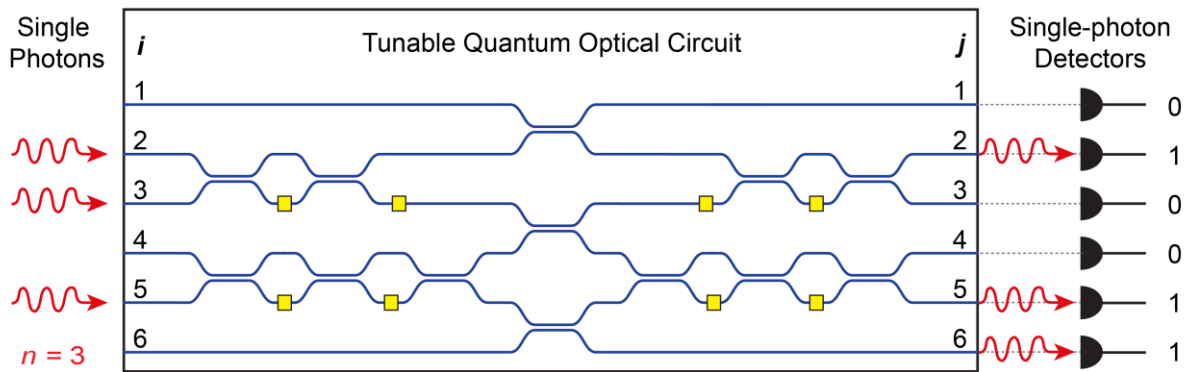 Single
Photons
i
Tunable Quantum Optical Circuit
j
Single-photon
Detectors
1
1
0
2
2
1
3
3
0
4
4
0
5
5
1
6
6
1
n = 3